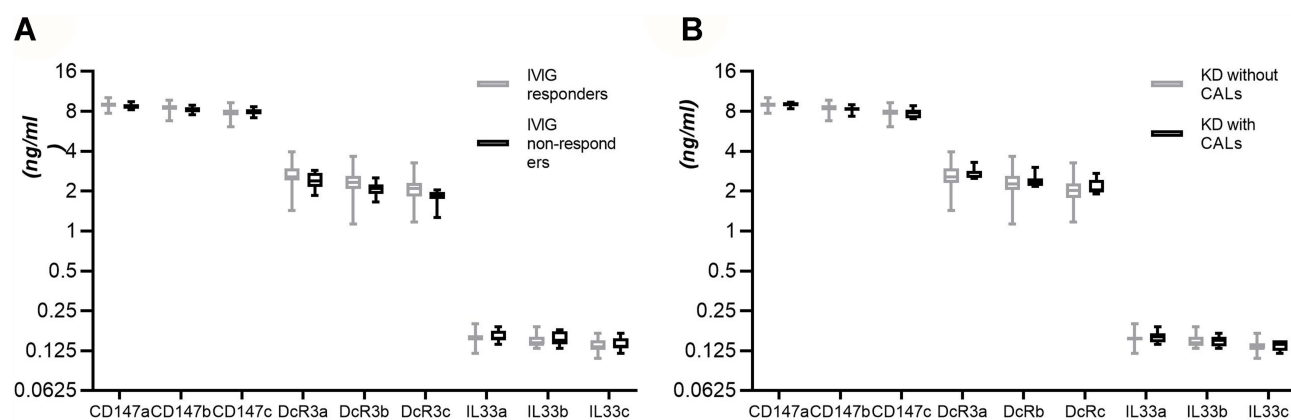 A
(ng/ml
)
16
8
4
2
1
0.5
0.25
0.125
0.0625
IVIG
responders
IVIG
non-respond
ers
CD147a CD147b CD147c DcR3a DcR3b DcR3c IL33a IL33b IL33c
B
(ng/ml)
16
8
4
2
1
0.5
0.25
0.125
0.0625
KD without
CALs
KD with
CALs
CD147a CD147b CD147c DcR3a DcRb DcRc IL33a IL33b IL33c